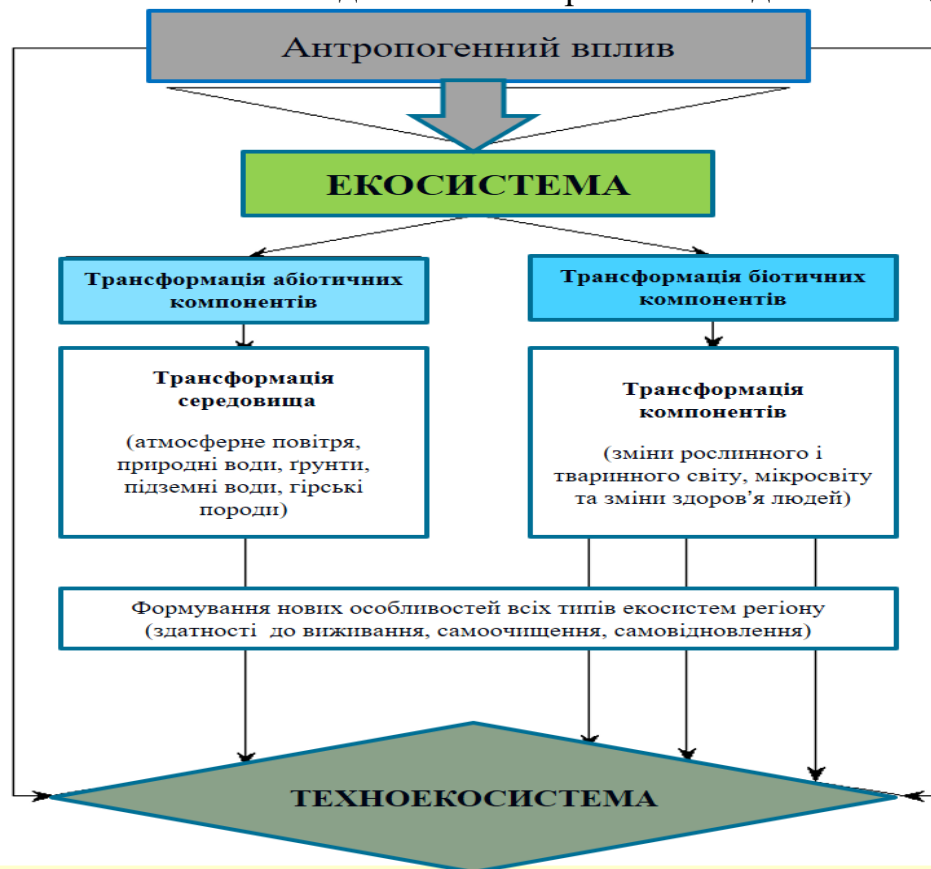 Антропогенний вплив
ЕКОСИСТЕМА
Трансформація абіотичних
компонентів
Трансформація біотичних
компонентів
Трансформація
середовища
(атмосферне повітря,
природні води, ґрунти,
підземні води, гірські
породи)
Трансформація
компонентів
(зміни рослинного і
тваринного світу, мікросвіту
та зміни здоров'я людей)
Формування нових особливостей всіх типів екосистем регіону
(здатності до виживання, самоочищення, самовідновлення)
ТЕХНОЕКОСИСТЕМА